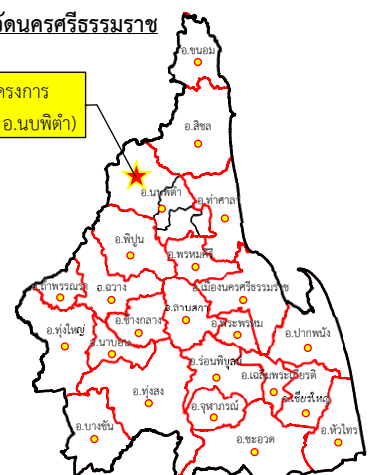 ัดนครศรีธรรมราช
อ.ขนอม
ครงการ
อ.นบพิตำ)
อ.สิชล
อ.นบพิตำ
อ.ท่าศาลา
อ.พิปูน
อ.พรหมคีรี
อ.ถ้ำพรรณรา
อ.ฉวาง
อ.เมืองนครศรีธรรมราช
อ.ช้างกลาง
อ.ลานสกา
อ.พระพรหม
อ.ทุ่งใหญ่
อ.นาบอน
อ.ปากพนัง
อ.ร่อนพิบูลย์
อ.เฉลิมพระเกียรติ
อ.ทุ่งสง
อ.จุฬาภรณ์
อ.เชียรใหญ่
อ.บางขัน
อ.ชะอวด
อ.หัวไทร